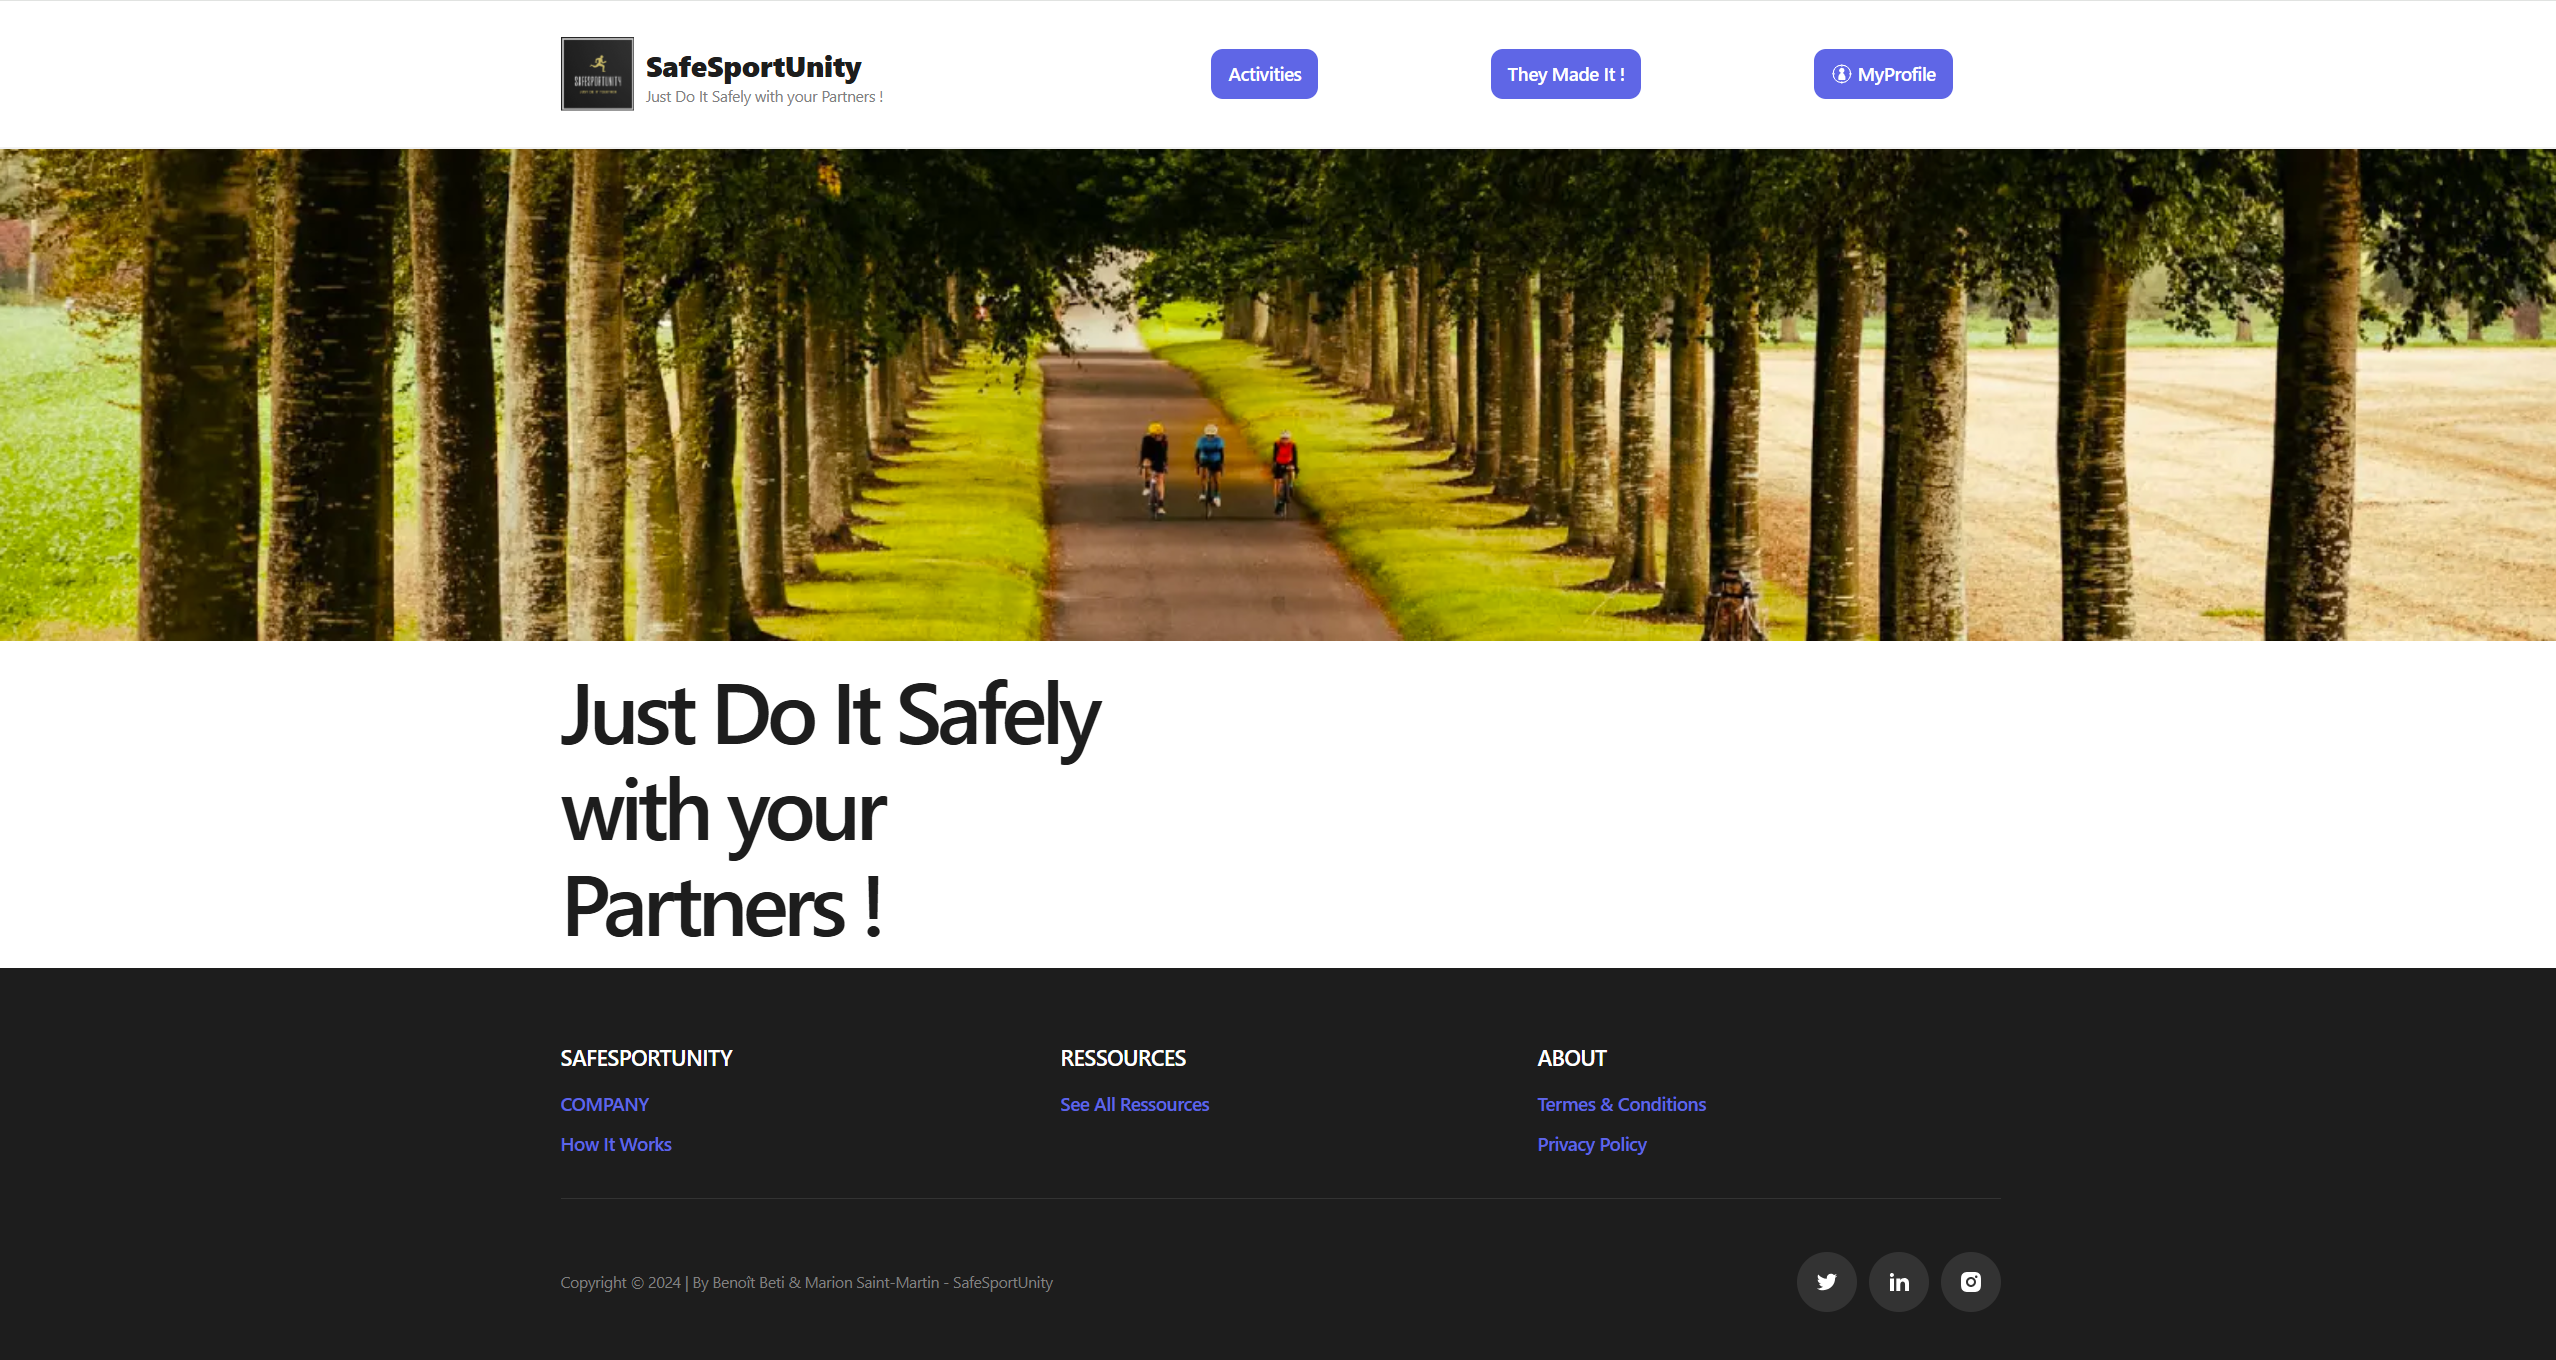 SAFESPORTUNITY
SafeSportUnity
Just Do It Safely with your Partners !
Activities
They Made It !
MyProfile
Just Do It Safely
with your
Partners !
SAFESPORTUNITY
COMPANY
How It Works
RESSOURCES
See All Ressources
ABOUT
Termes & Conditions
Privacy Policy
Copyright © 2024 | By Benoît Beti & Marion Saint-Martin - SafeSportUnity
in